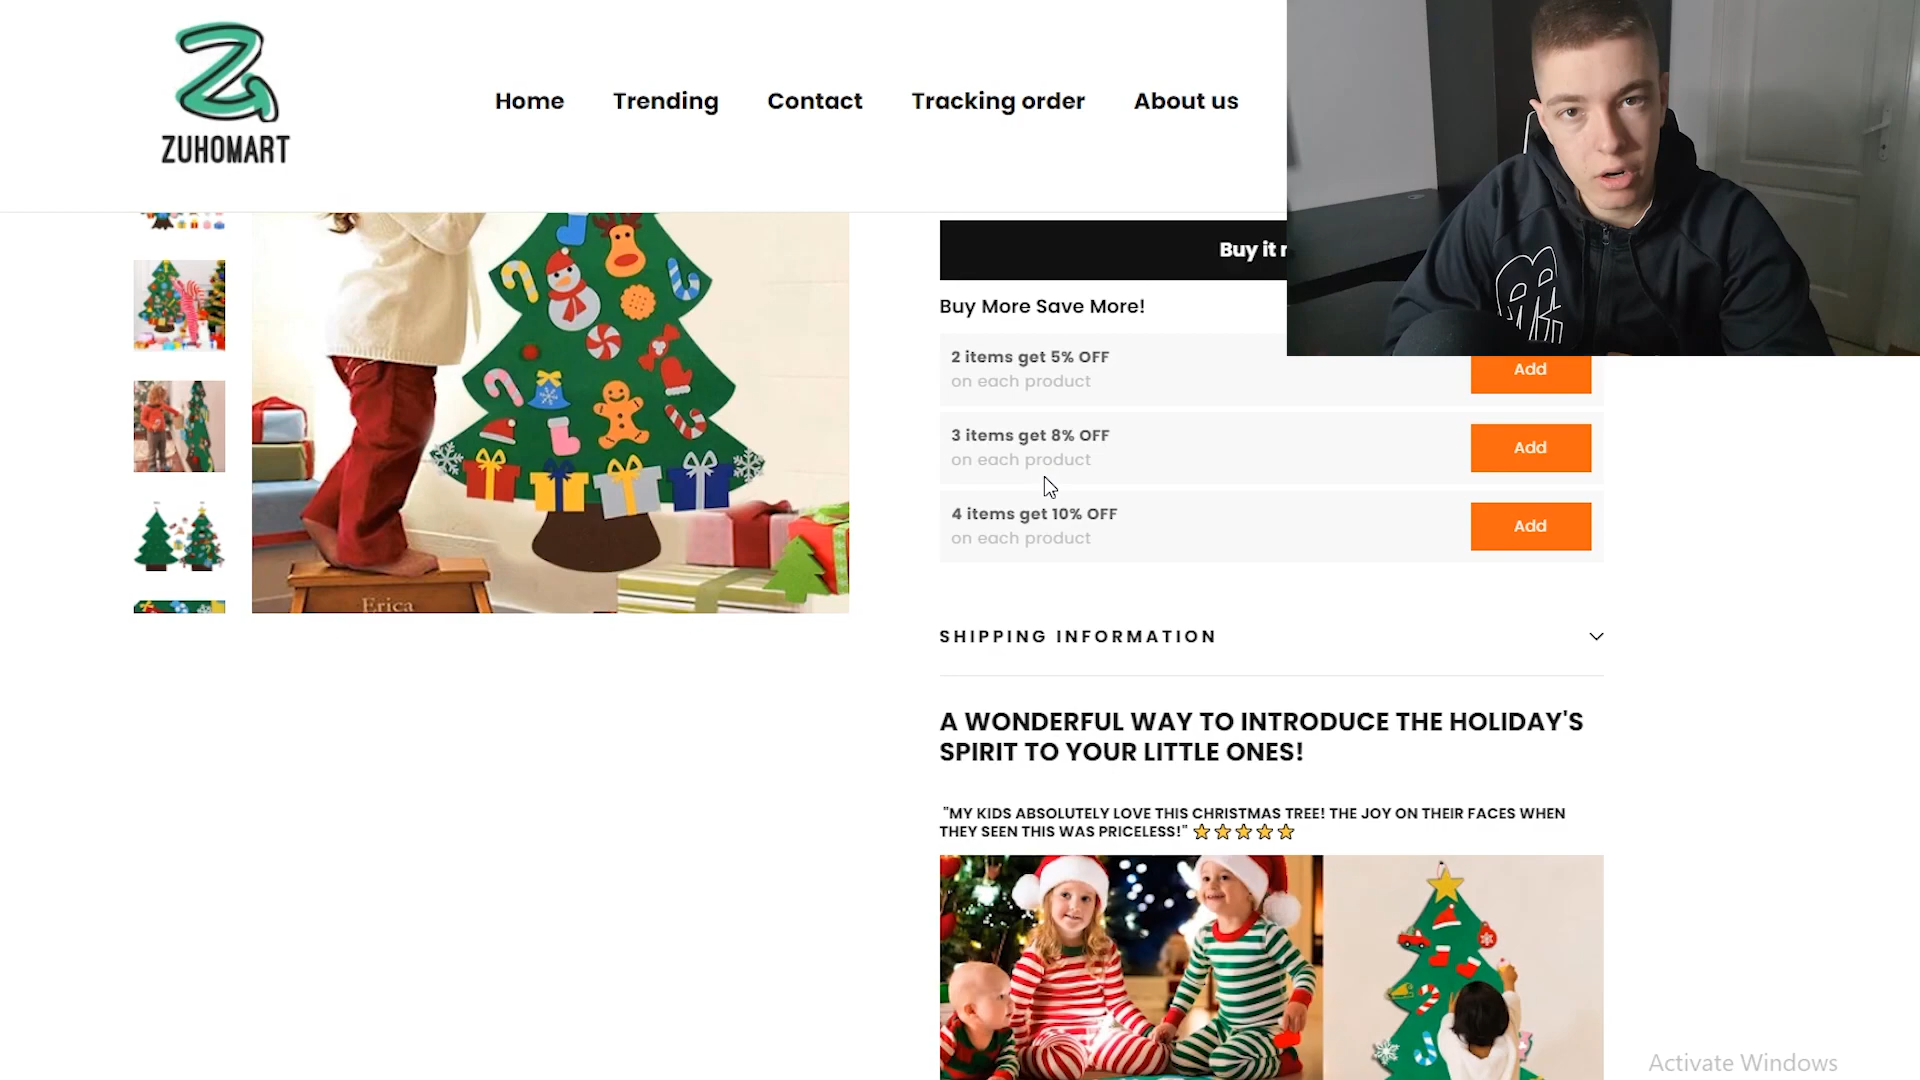 ZUHOMART
Home
Trending
Contact
Tracking order
About us
Buy it
Buy More Save More!
2 items get 5% OFF
on each product
Add
3 items get 8% OFF
on each product
Add
4 items get 10% OFF
on each product
Add
Erica
SHIPPING INFORMATION
A WONDERFUL WAY TO INTRODUCE THE HOLIDAY'S
SPIRIT TO YOUR LITTLE ONES!
"MY KIDS ABSOLUTELY LOVE THIS CHRISTMAS TREE! THE JOY ON THEIR FACES WHEN
THEY SEEN THIS WAS PRICELESS!"
Activate Windows